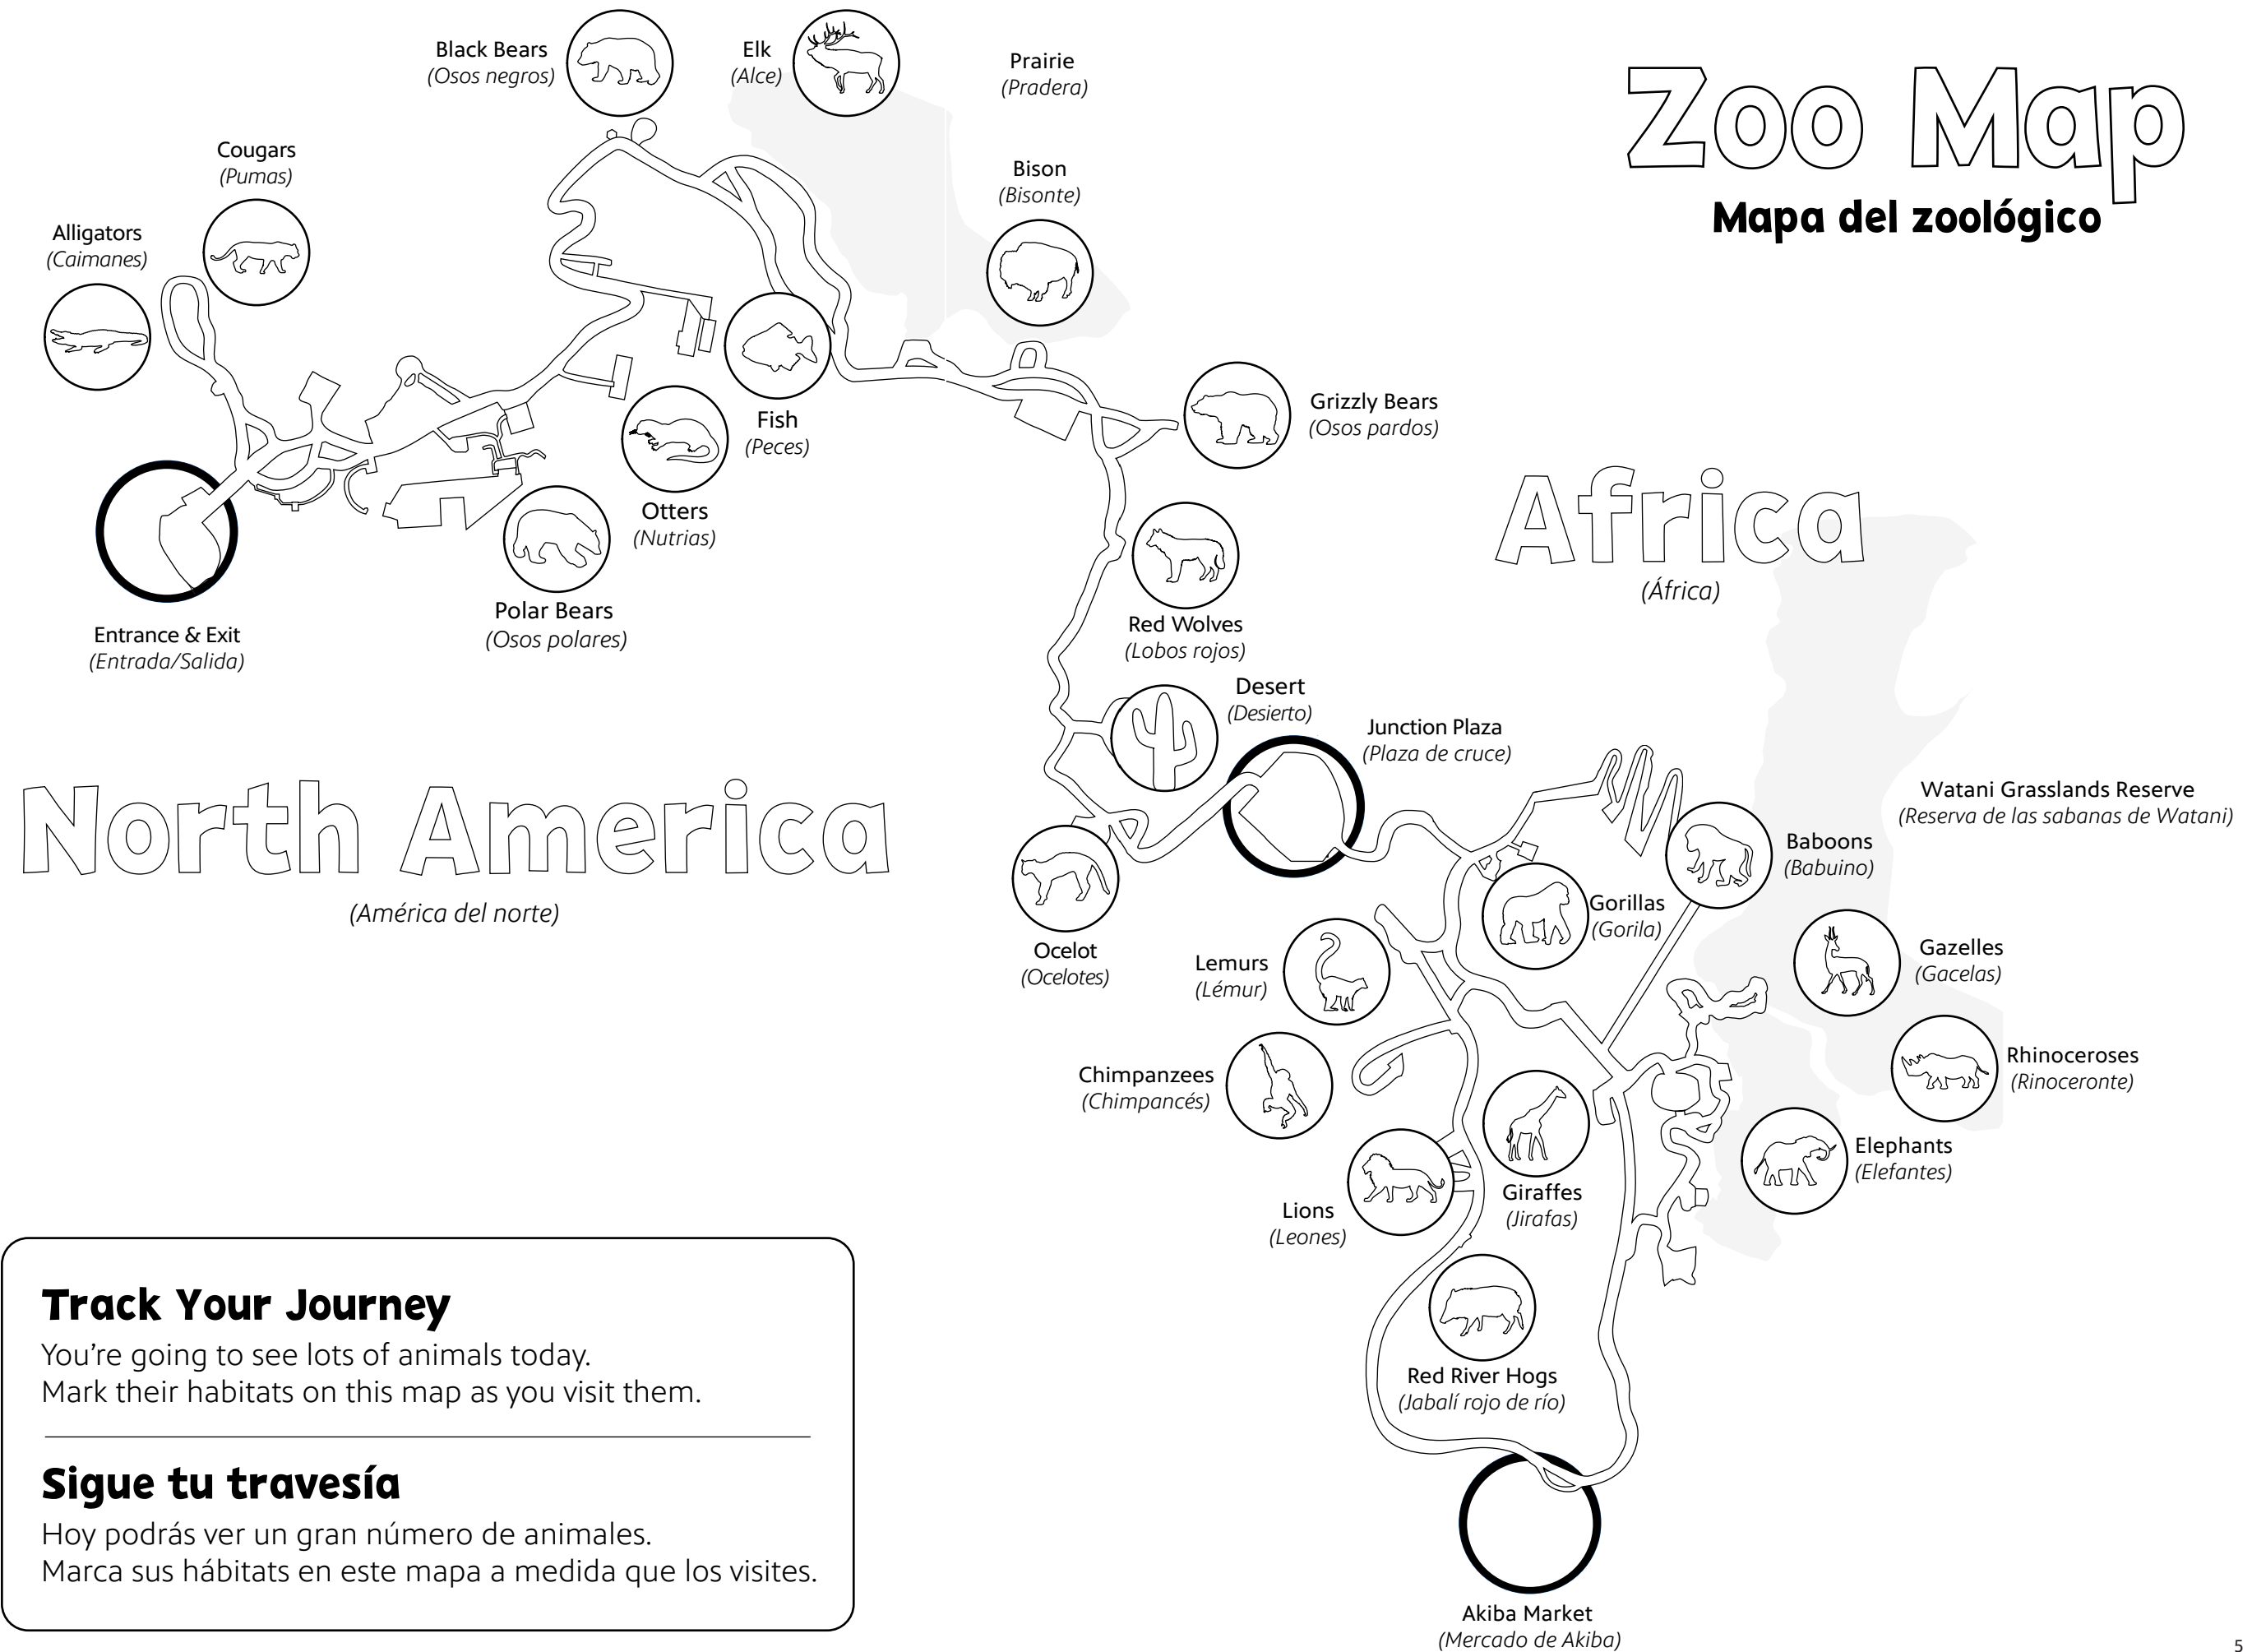 Zoo Map
Mapa del zoológico
Black Bears
(Osos negros)
Elk
(Alce)
Prairie
(Pradera)
Cougars
(Pumas)
Bison
(Bisonte)
Alligators
(Caimanes)
Fish
(Peces)
Grizzly Bears
(Osos pardos)
Otters
(Nutrias)
Polar Bears
(Osos polares)
Entrance & Exit
(Entrada/Salida)
Red Wolves
(Lobos rojos)
Africa
(África)
Desert
(Desierto)
Junction Plaza
(Plaza de cruce)
North America
(América del norte)
Watani Grasslands Reserve
(Reserva de las sabanas de Watani)
Baboons
(Babuino)
Gorillas
(Gorila)
Ocelot
(Ocelotes)
Lemurs
(Lémur)
Gazelles
(Gacelas)
Chimpanzees
(Chimpancés)
Rhinoceroses
(Rinoceronte)
Elephants
(Elefantes)
Giraffes
(Jirafas)
Lions
(Leones)
Red River Hogs
(Jabalí rojo de río)
Akiba Market
(Mercado de Akiba)
Track Your Journey
You're going to see lots of animals today.
Mark their habitats on this map as you visit them.
Sigue tu travesía
Hoy podrás ver un gran número de animales.
Marca sus hábitats en este mapa a medida que los visites.
5